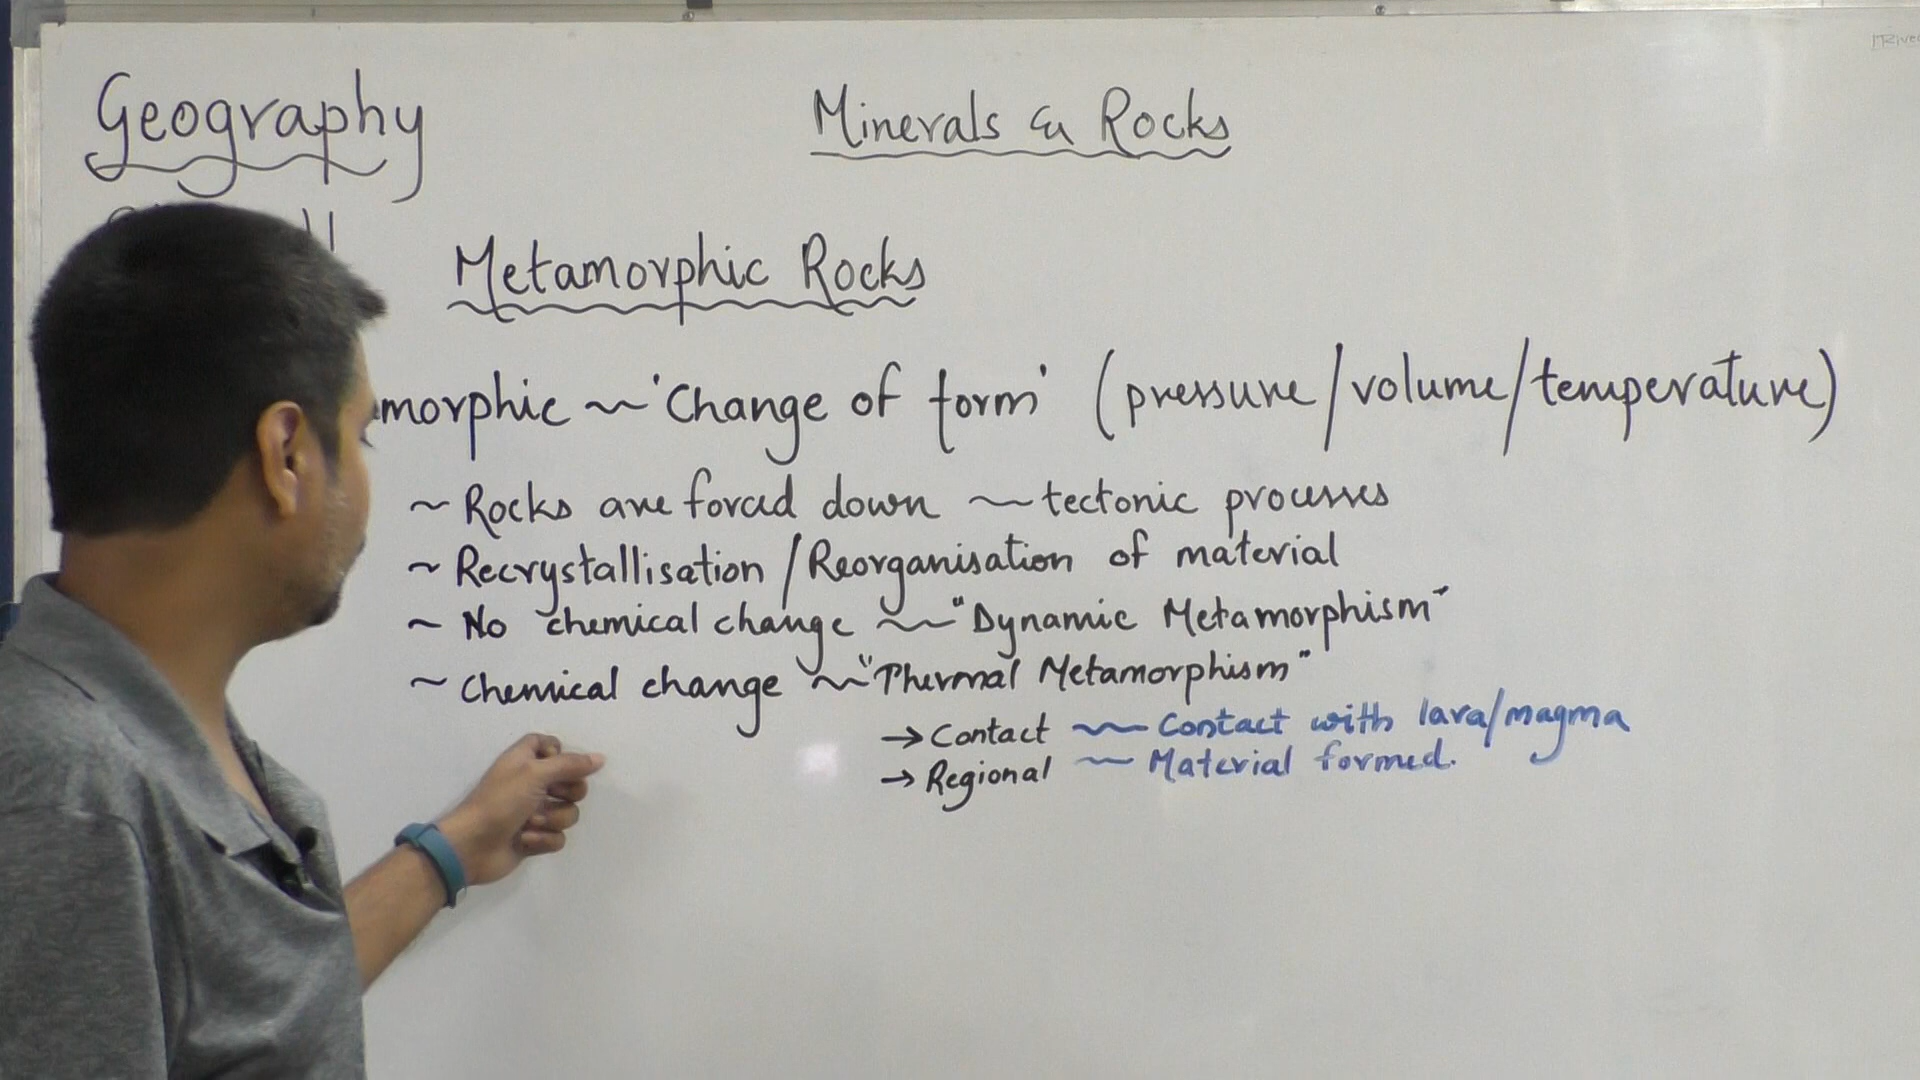 Geography
Minerals & Rocks
Metamorphic Rocks
morphic ~ 'Change of form' (pressure/volume/temperature)
~ Rocks are forced down ~ tectonic processes
~ Recrystallisation / Reorganisation of material
~ No chemical change ~ "Dynamic Metamorphism"
~ Chemical change ~ "Thermal Metamorphism"
→ Contact ~ Contact with lava/magma
→ Regional ~ Material formed.